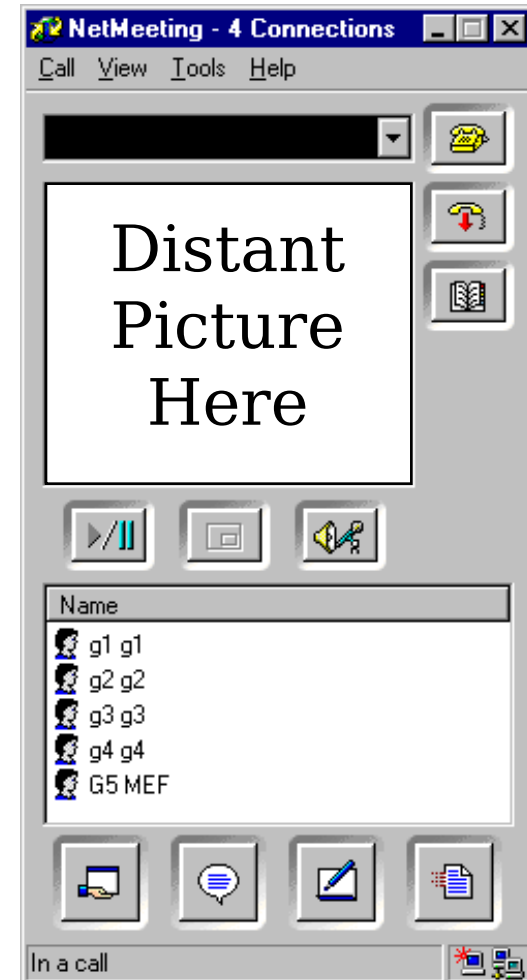 NetMeeting - 4 Connections
Call View Tools Help
Distant
Picture
Here
Name
g1 g1
g2 g2
g3 g3
g4 g4
G5 MEF
In a call